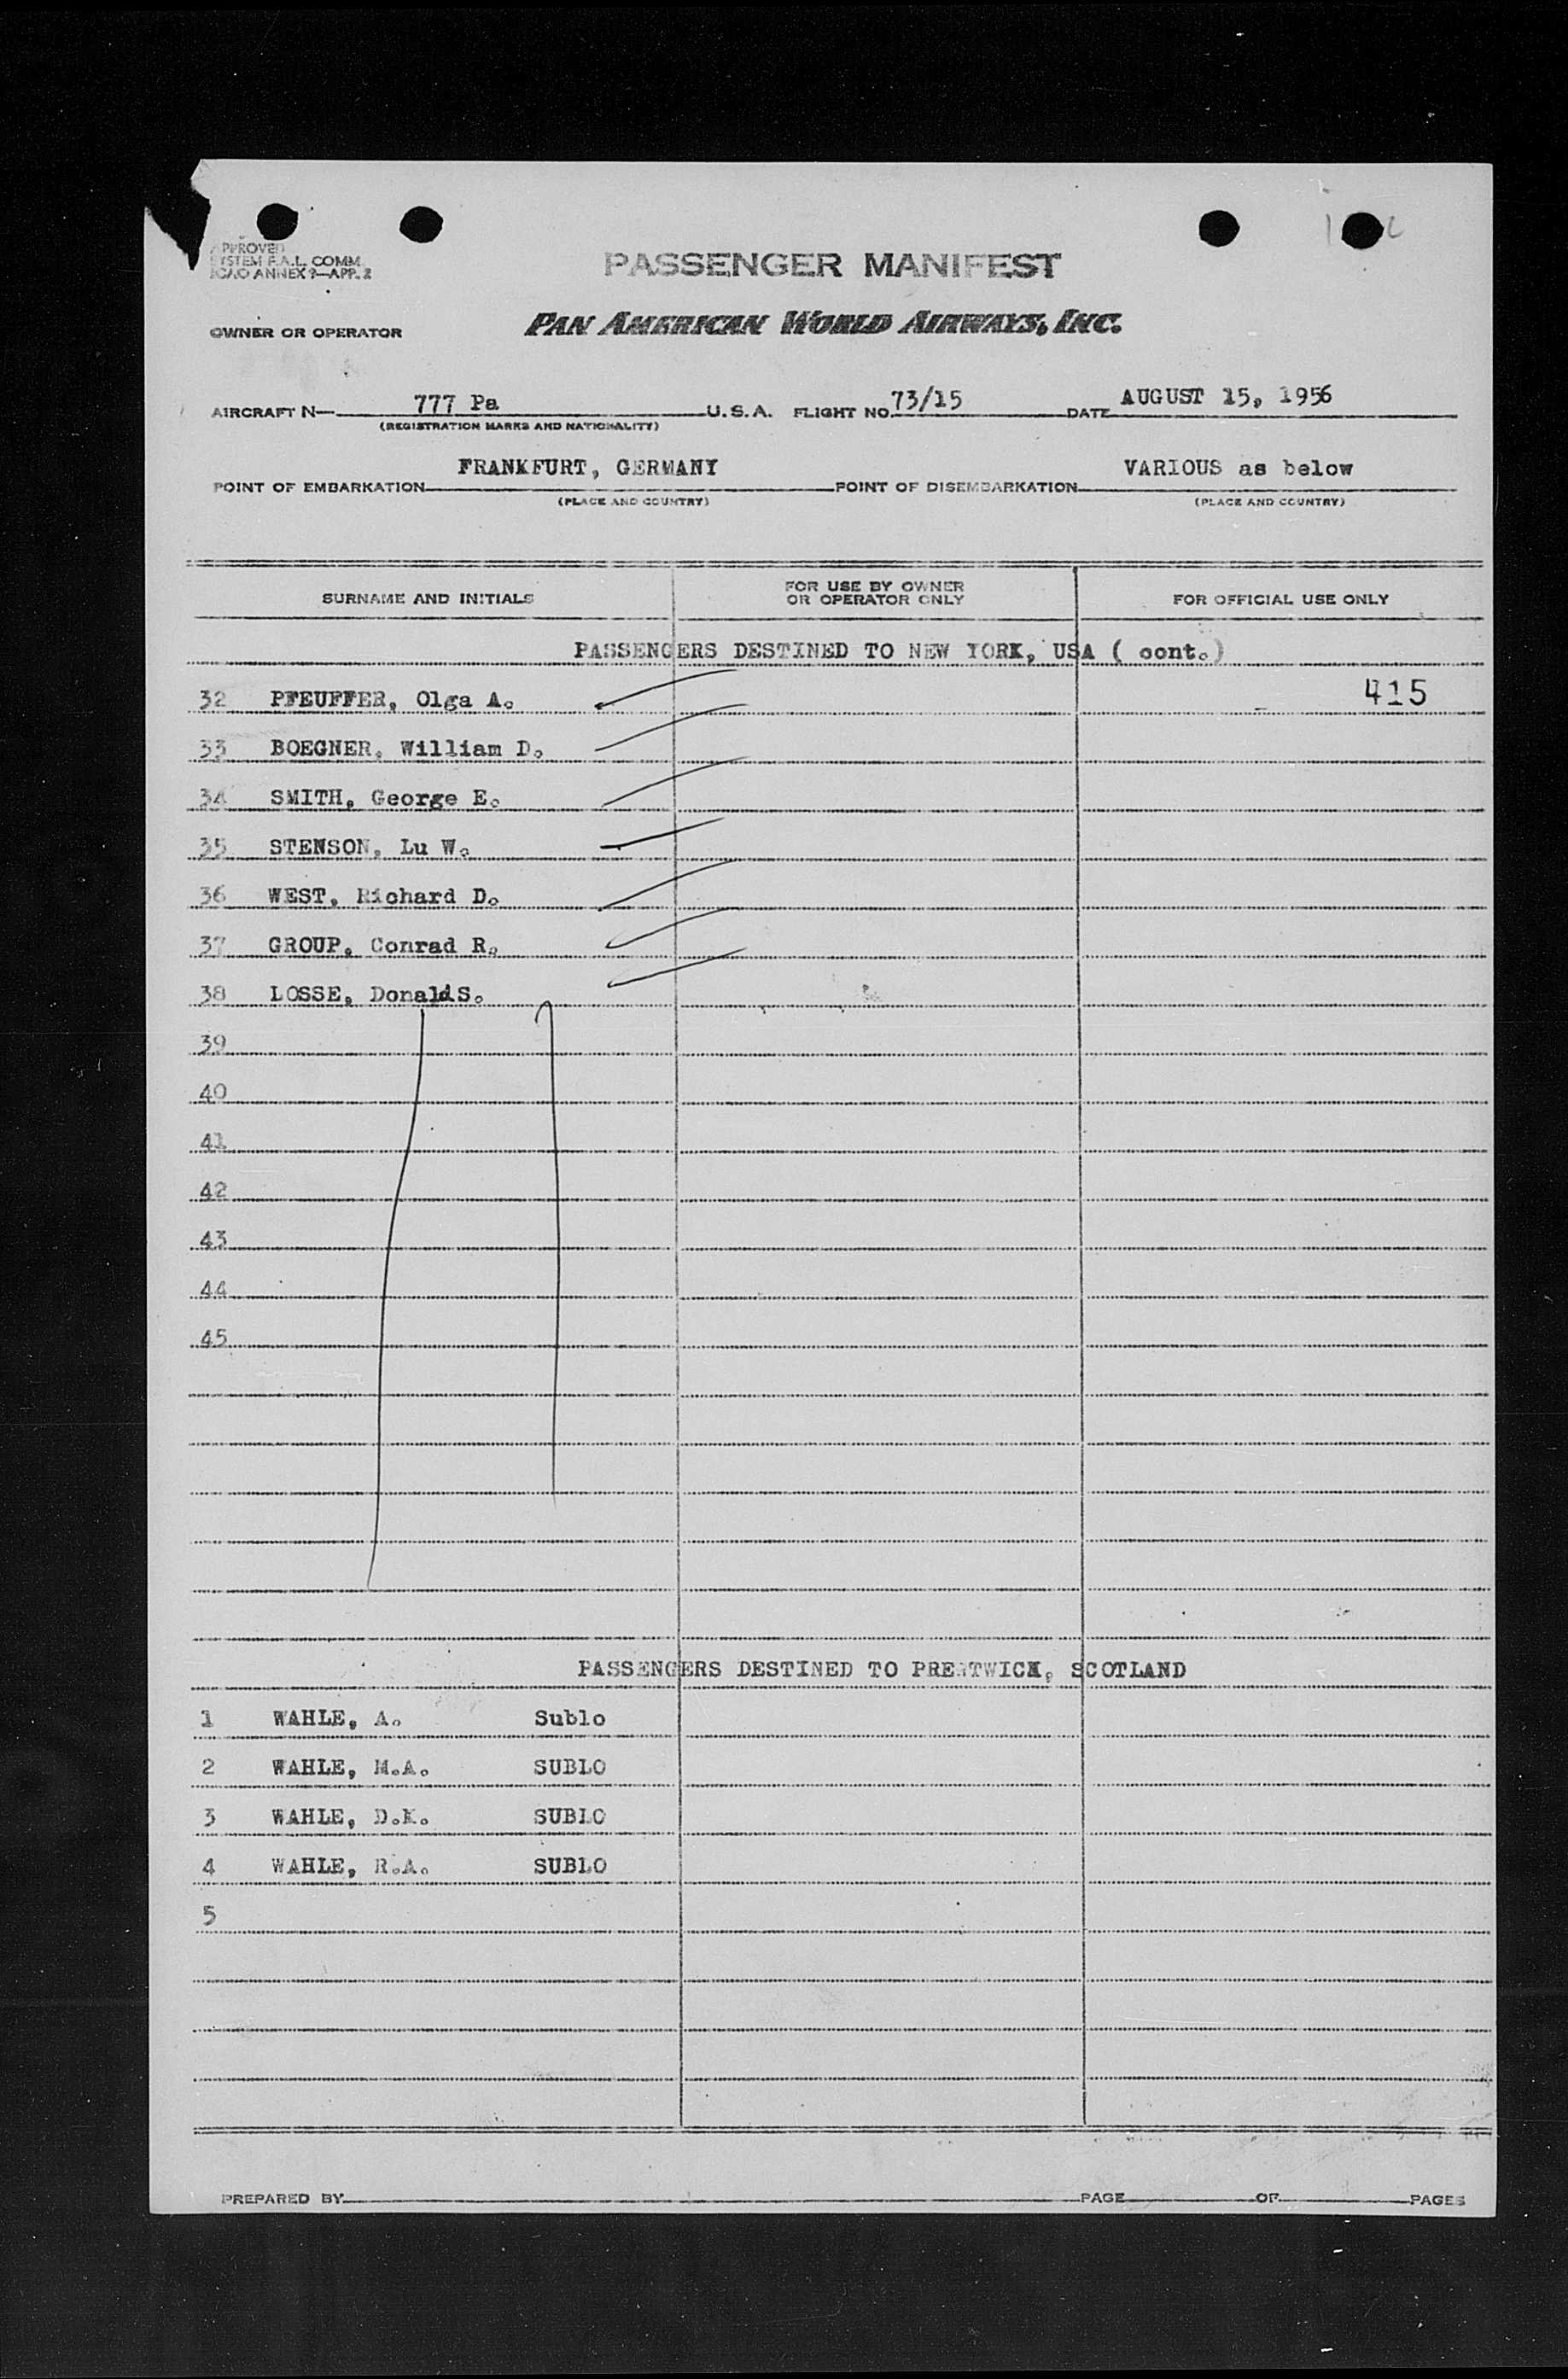 APPROVED
SYSTEM F.A.L. COMM
ICAO ANNEX 9—APP. 2
PASSENGER MANIFEST
OWNER OR OPERATOR PAN AMERICAN WORLD AIRWAYS, INC.
AIRCRAFT N— 777 Pa U.S.A. FLIGHT NO. 73/15 DATE AUGUST 15, 1956
(REGISTRATION MARKS AND NATIONALITY)
POINT OF EMBARKATION FRANKFURT, GERMANY POINT OF DISEMBARKATION VARIOUS as below
(PLACE AND COUNTRY) (PLACE AND COUNTRY)
SURNAME AND INITIALS FOR USE BY OWNER OR OPERATOR ONLY FOR OFFICIAL USE ONLY
PASSENGERS DESTINED TO NEW YORK, USA ( cont.)
32 PFEUFFER, Olga A. 415
33 BOEGNER, William D.
34 SMITH, George E.
35 STENSON, Lu W.
36 WEST, Richard D.
37 GROUP, Conrad R.
38 LOSSE, Donald S.
39
40
41
42
43
44
45
PASSENGERS DESTINED TO PRESTWICK, SCOTLAND
1 WAHLE, A. Sublo
2 WAHLE, M.A. SUBLO
3 WAHLE, D.K. SUBLO
4 WAHLE, R.A. SUBLO
5
PREPARED BY PAGE OF PAGES